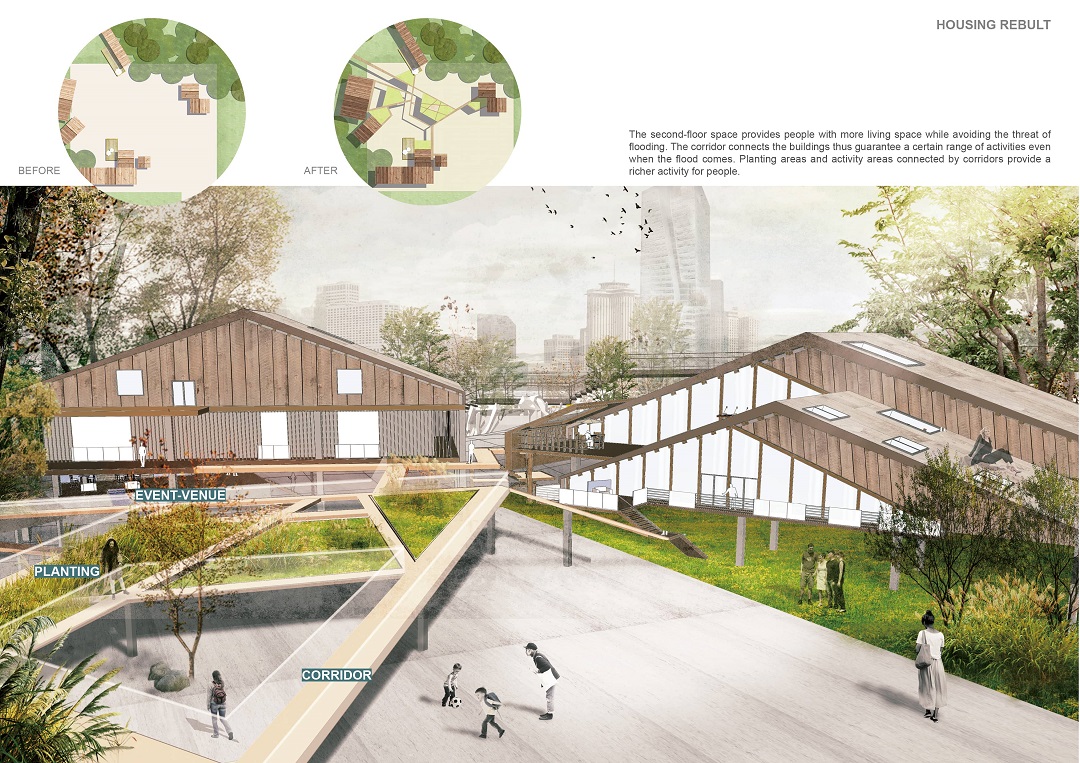 HOUSING REBULT
The second-floor space provides people with more living space while avoiding the threat of
flooding. The corridor connects the buildings thus guarantee a certain range of activities even
when the flood comes. Planting areas and activity areas connected by corridors provide a
richer activity for people.
BEFORE
AFTER
EVENT-VENUE
PLANTING
CORRIDOR